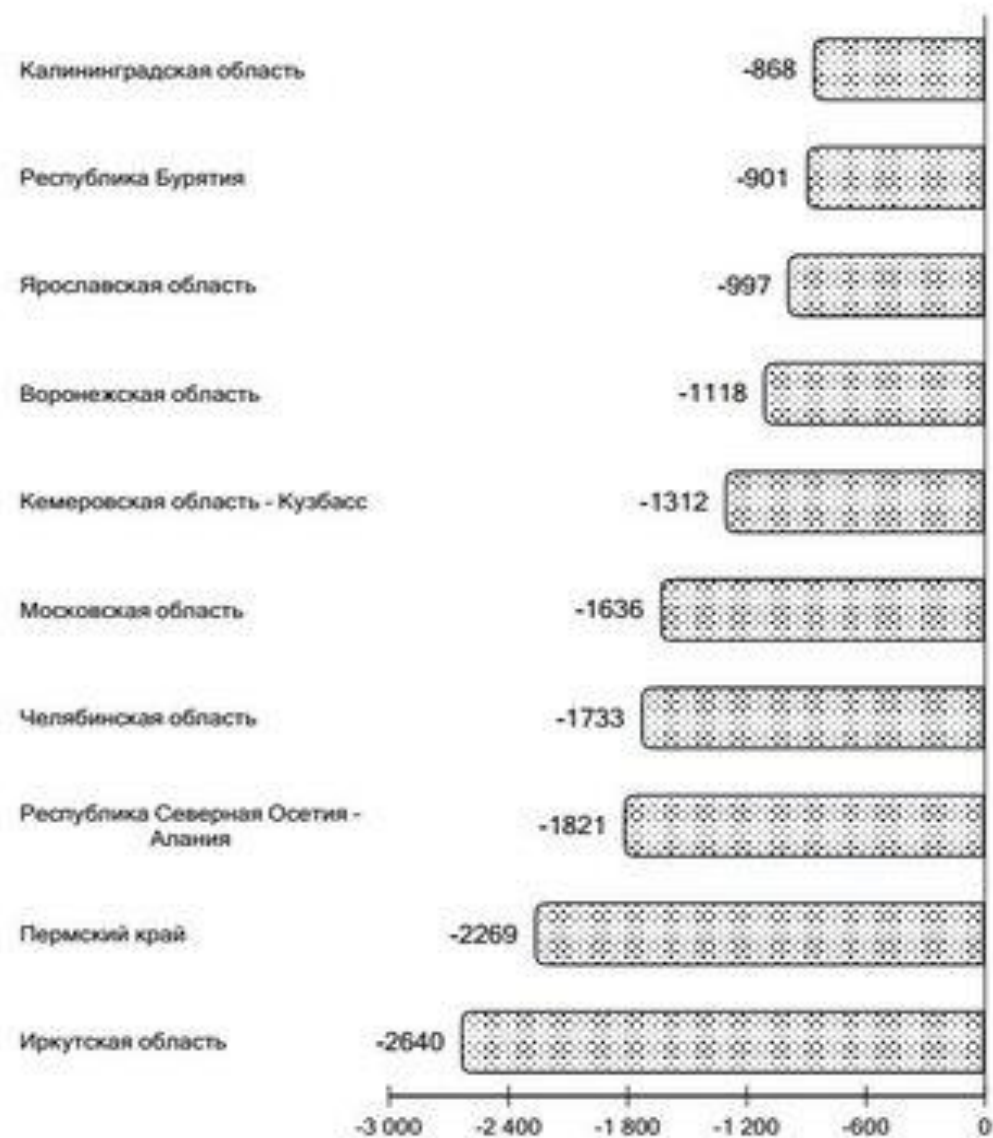 Калининградская область -868
Республика Бурятия -901
Ярославская область -997
Воронежская область -1118
Кемеровская область - Кузбасс -1312
Московская область -1636
Челябинская область -1733
Республика Северная Осетия -
Алания -1821
Пермский край -2269
Иркутская область -2640
-3 000 -2 400 -1 800 -1 200 -600 0